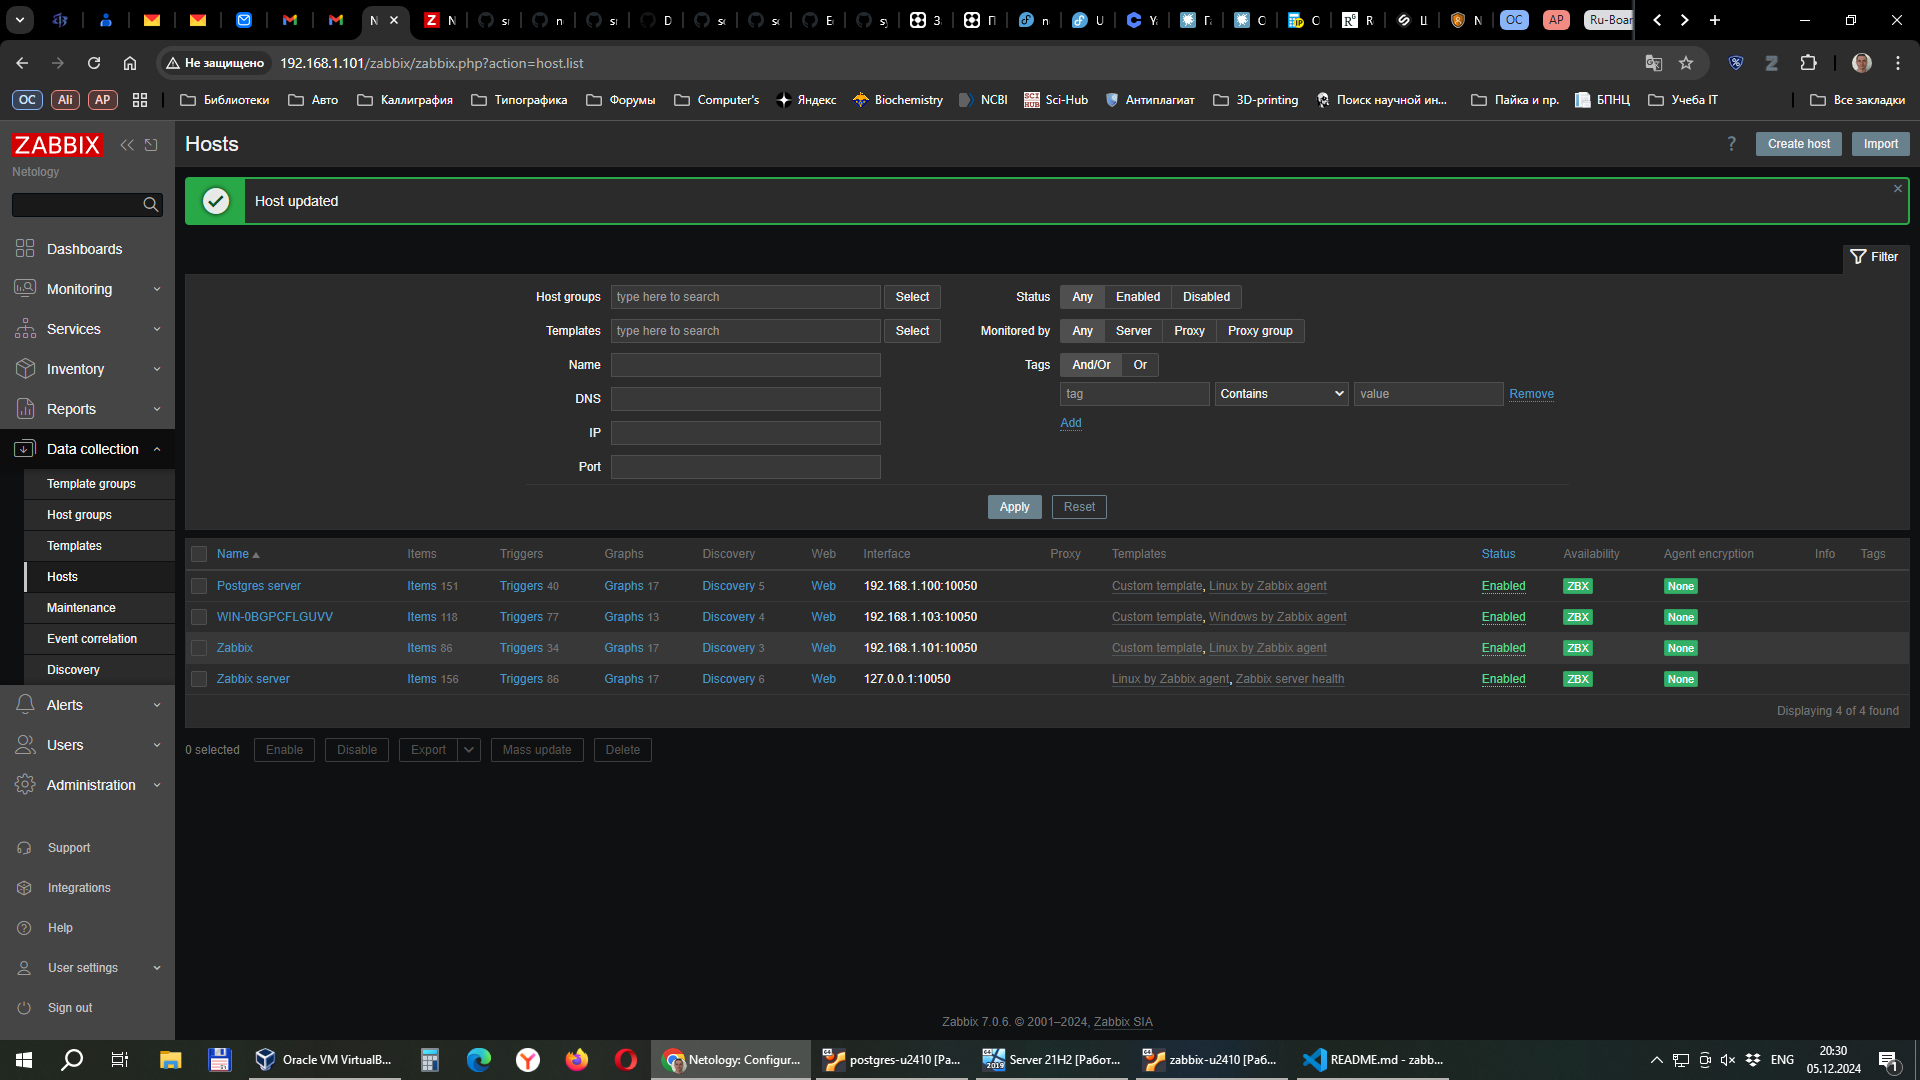 Не защищено 192.168.1.101/zabbix/zabbix.php?action=host.list
OC AP Ru-Boar
OC Ali AP Библиотеки Авто Каллиграфия Типографика Форумы Computer's Яндекс Biochemistry NCBI Sci-Hub Антиплагиат 3D-printing Поиск научной ин... Пайка и пр. БПНЦ Учеба IT Все закладки
ZABBIX
Netology
Dashboards
Monitoring
Services
Inventory
Reports
Data collection
Template groups
Host groups
Templates
Hosts
Maintenance
Event correlation
Discovery
Alerts
Users
Administration
Support
Integrations
Help
User settings
Sign out
Hosts
? Create host Import
Host updated
Filter
Host groups type here to search Select
Templates type here to search Select
Name
DNS
IP
Port
Status Any Enabled Disabled
Monitored by Any Server Proxy Proxy group
Tags And/Or Or
tag Contains value Remove
Add
Apply Reset
Name Items Triggers Graphs Discovery Web Interface Proxy Templates Status Availability Agent encryption Info Tags
Postgres server Items 151 Triggers 40 Graphs 17 Discovery 5 Web 192.168.1.100:10050 Custom template, Linux by Zabbix agent Enabled ZBX None
WIN-0BGPCFLGUVV Items 118 Triggers 77 Graphs 13 Discovery 4 Web 192.168.1.103:10050 Custom template, Windows by Zabbix agent Enabled ZBX None
Zabbix Items 86 Triggers 34 Graphs 17 Discovery 3 Web 192.168.1.101:10050 Custom template, Linux by Zabbix agent Enabled ZBX None
Zabbix server Items 156 Triggers 86 Graphs 17 Discovery 6 Web 127.0.0.1:10050 Linux by Zabbix agent, Zabbix server health Enabled ZBX None
Displaying 4 of 4 found
0 selected Enable Disable Export Mass update Delete
Zabbix 7.0.6. © 2001–2024, Zabbix SIA
Oracle VM VirtualB... Netology: Configur... postgres-u2410 [Ра... Server 21H2 [Работ... zabbix-u2410 [Раб... README.md - zabb... ENG 20:30
05.12.2024